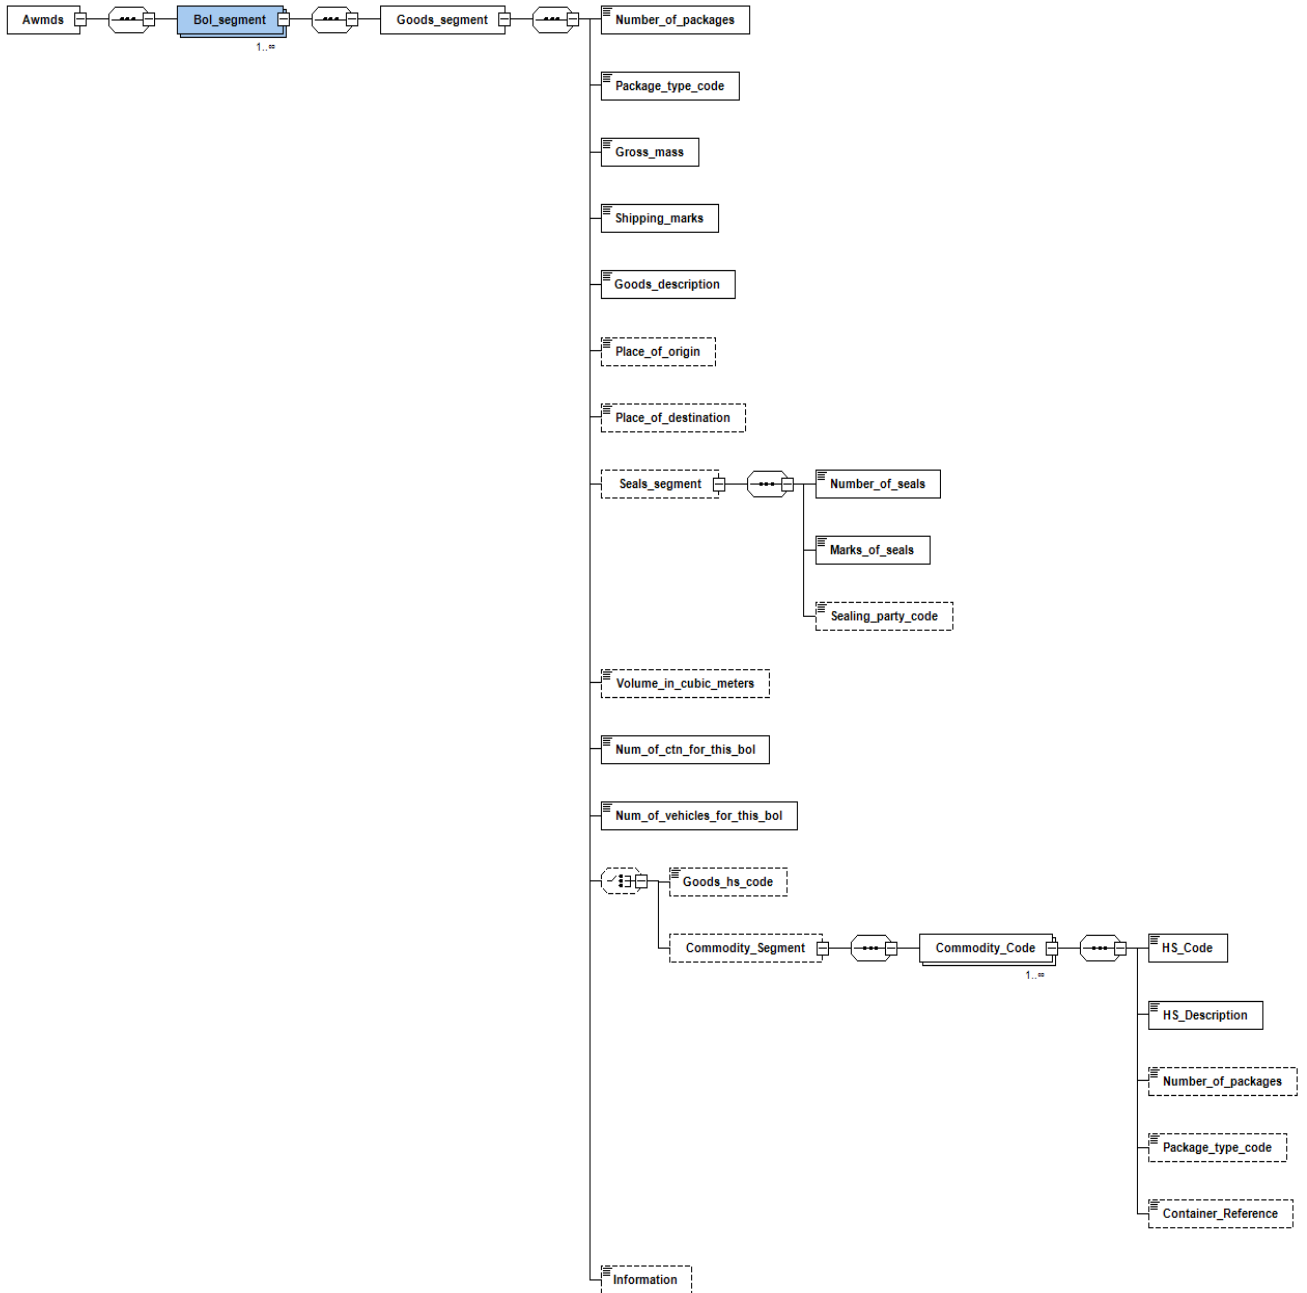 Awmds
Bol_segment
Goods_segment
Number_of_packages
1..∞
Package_type_code
Gross_mass
Shipping_marks
Goods_description
Place_of_origin
Place_of_destination
Seals_segment
Number_of_seals
Marks_of_seals
Sealing_party_code
Volume_in_cubic_meters
Num_of_ctn_for_this_bol
Num_of_vehicles_for_this_bol
Goods_hs_code
Commodity_Segment
Commodity_Code
HS_Code
1..∞
HS_Description
Number_of_packages
Package_type_code
Container_Reference
Information